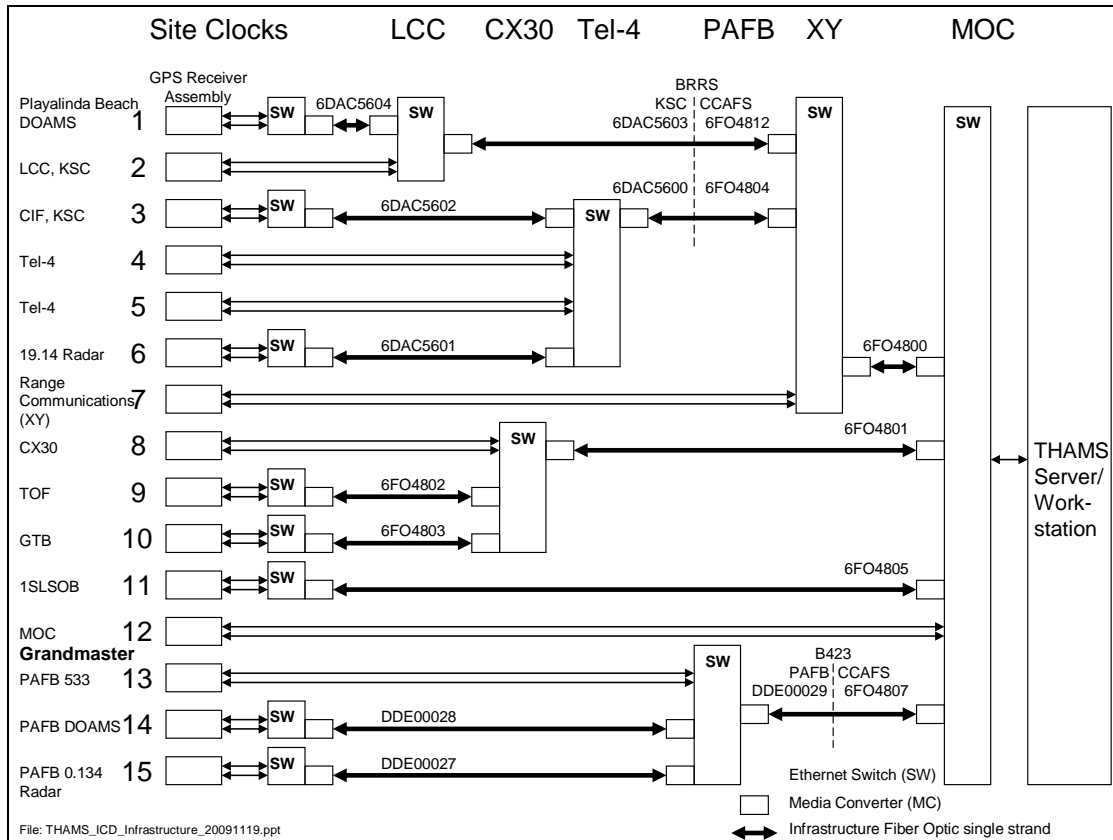 Site Clocks LCC CX30 Tel-4 PAFB XY MOC
GPS Receiver
Assembly
BRRS
KSC CCAFS
Playalinda Beach
DOAMS
1
SW
6DAC5604
SW
6DAC5603 6FO4812
SW
SW
LCC, KSC
2
CIF, KSC
3
SW
6DAC5602
SW
6DAC5600 6FO4804
Tel-4
4
Tel-4
5
19.14 Radar
6
SW
6DAC5601
6FO4800
Range
Communications
(XY)
7
CX30
8
SW
6FO4801
TOF
9
SW
6FO4802
GTB
10
SW
6FO4803
THAMS
Server/
Work-
station
1SLSOB
11
SW
6FO4805
MOC
12
Grandmaster
PAFB 533
13
SW
B423
PAFB CCAFS
DDE00029 6FO4807
PAFB DOAMS
14
SW
DDE00028
PAFB 0.134
Radar
15
SW
DDE00027
Ethernet Switch (SW)
Media Converter (MC)
Infrastructure Fiber Optic single strand
File: THAMS_ICD_Infrastructure_20091119.ppt